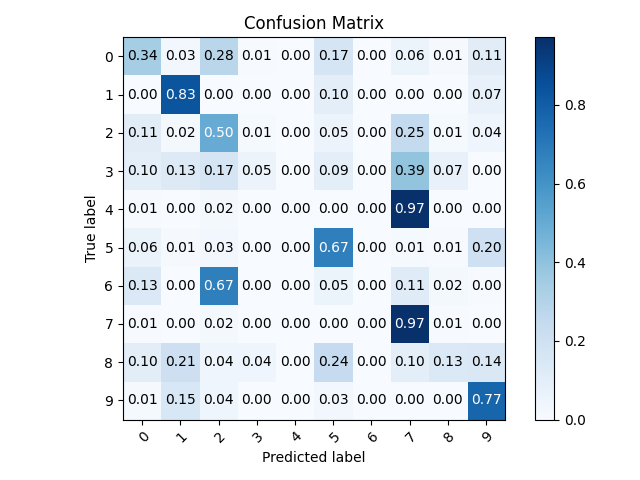 Confusion Matrix
0 0.34 0.03 0.28 0.01 0.00 0.17 0.00 0.06 0.01 0.11
1 0.00 0.83 0.00 0.00 0.00 0.10 0.00 0.00 0.00 0.07
2 0.11 0.02 0.50 0.01 0.00 0.05 0.00 0.25 0.01 0.04
3 0.10 0.13 0.17 0.05 0.00 0.09 0.00 0.39 0.07 0.00
4 0.01 0.00 0.02 0.00 0.00 0.00 0.00 0.97 0.00 0.00
5 0.06 0.01 0.03 0.00 0.00 0.67 0.00 0.01 0.01 0.20
6 0.13 0.00 0.67 0.00 0.00 0.05 0.00 0.11 0.02 0.00
7 0.01 0.00 0.02 0.00 0.00 0.00 0.00 0.97 0.01 0.00
8 0.10 0.21 0.04 0.04 0.00 0.24 0.00 0.10 0.13 0.14
9 0.01 0.15 0.04 0.00 0.00 0.03 0.00 0.00 0.00 0.77
0 1 2 3 4 5 6 7 8 9
True label
Predicted label
0.8
0.6
0.4
0.2
0.0